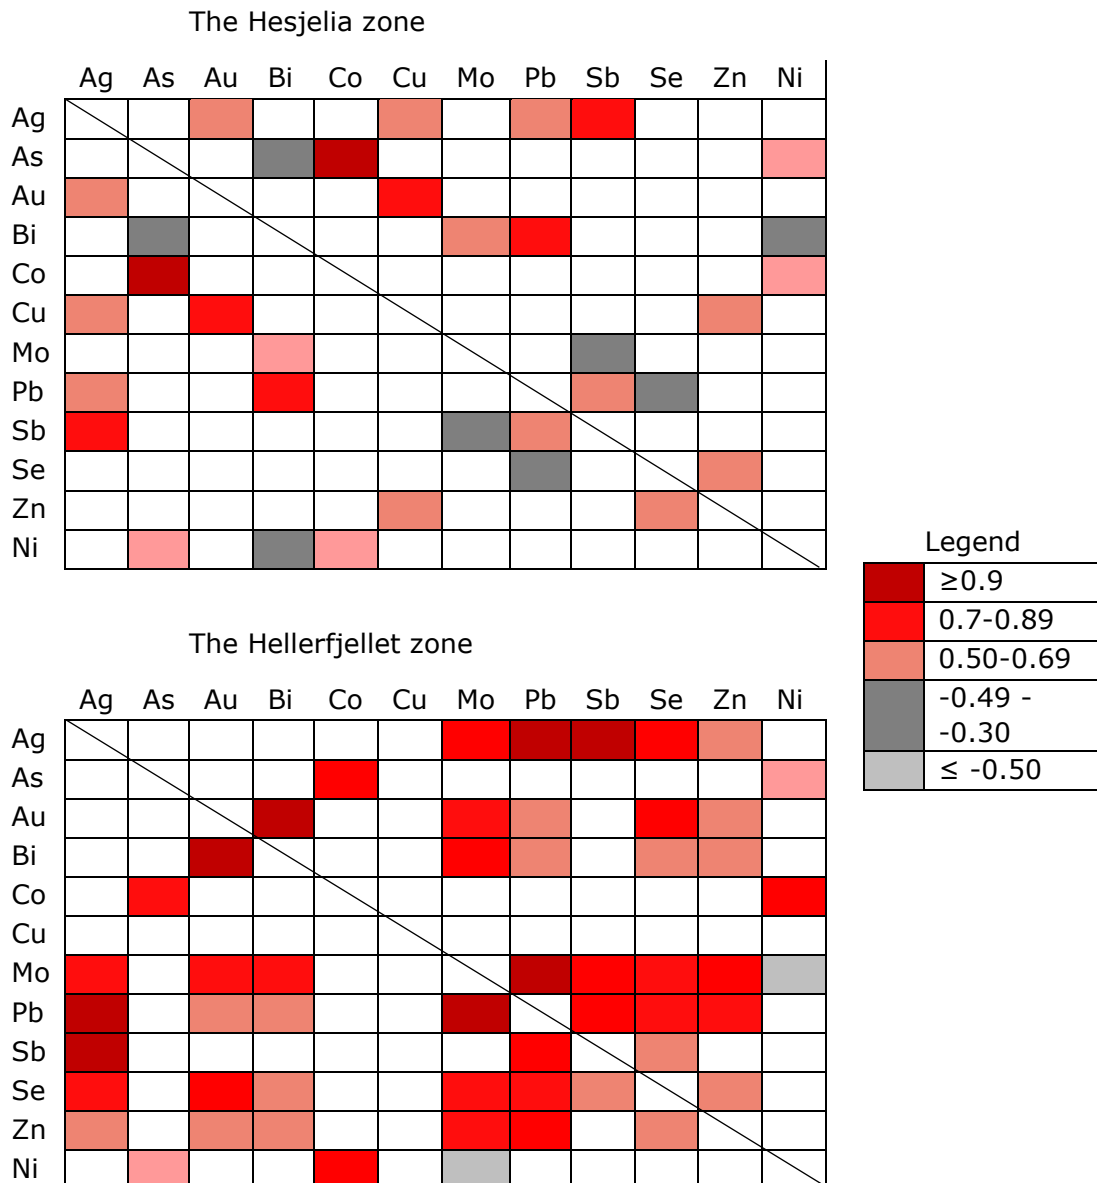 The Hesjelia zone
Ag As Au Bi Co Cu Mo Pb Sb Se Zn Ni
Ag
As
Au
Bi
Co
Cu
Mo
Pb
Sb
Se
Zn
Ni
Legend
≥0.9
0.7-0.89
0.50-0.69
-0.49 -
-0.30
≤ -0.50
The Hellerfjellet zone
Ag As Au Bi Co Cu Mo Pb Sb Se Zn Ni
Ag
As
Au
Bi
Co
Cu
Mo
Pb
Sb
Se
Zn
Ni